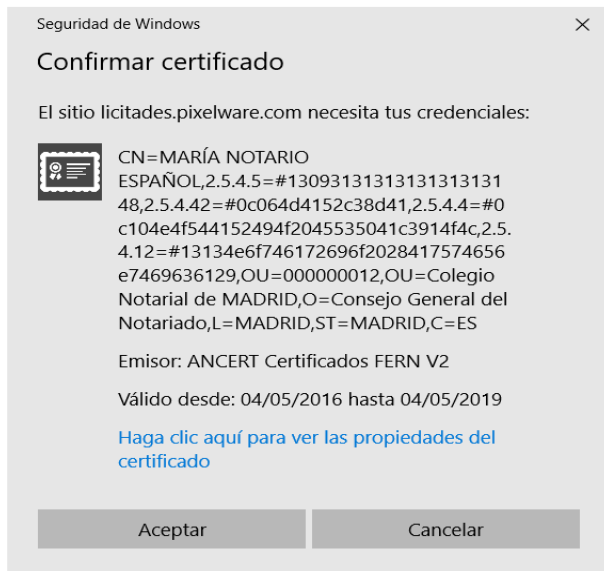 Seguridad de Windows
Confirmar certificado
El sitio licitades.pixelware.com necesita tus credenciales:
CN=MARÍA NOTARIO
ESPAÑOL,2.5.4.5=#13093131313131313131
48,2.5.4.42=#0c064d4152c38d41,2.5.4.4=#0
c104e4f544152494f2045535041c3914f4c,2.5.
4.12=#13134e6f746172696f2028417574656
e7469636129,OU=000000012,OU=Colegio
Notarial de MADRID,O=Consejo General del
Notariado,L=MADRID,ST=MADRID,C=ES
Emisor: ANCERT Certificados FERN V2
Válido desde: 04/05/2016 hasta 04/05/2019
Haga clic aquí para ver las propiedades del
certificado
Aceptar
Cancelar